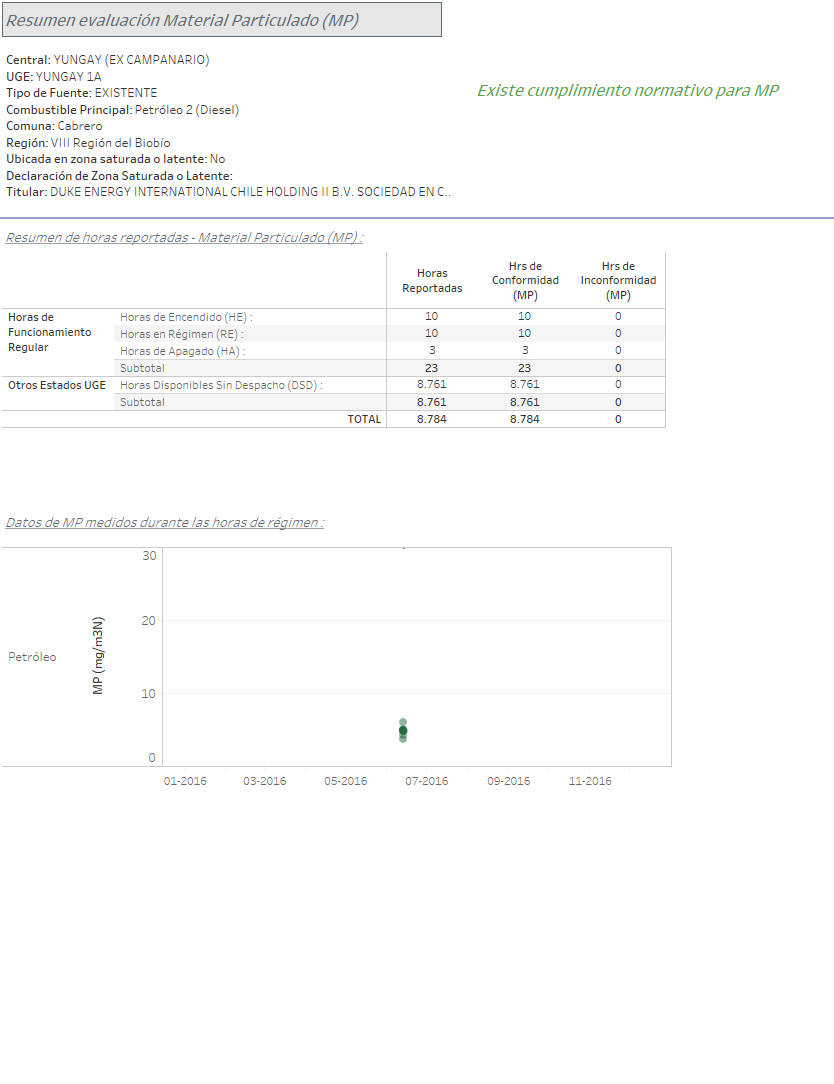 Resumen evaluación Material Particulado (MP)
Central: YUNGAY (EX CAMPANARIO)
UGE: YUNGAY 1A
Tipo de Fuente: EXISTENTE
Combustible Principal: Petróleo 2 (Diesel)
Comuna: Cabrero
Región: VIII Región del Biobío
Ubicada en zona saturada o latente: No
Declaración de Zona Saturada o Latente:
Titular: DUKE ENERGY INTERNATIONAL CHILE HOLDING II B.V. SOCIEDAD EN C..
Existe cumplimiento normativo para MP
Resumen de horas reportadas - Material Particulado (MP) :
Horas Reportadas Hrs de Conformidad (MP) Hrs de Inconformidad (MP)
Horas de Funcionamiento Regular Horas de Encendido (HE) : 10 10 0
Horas en Régimen (RE) : 10 10 0
Horas de Apagado (HA) : 3 3 0
Subtotal 23 23 0
Otros Estados UGE Horas Disponibles Sin Despacho (DSD) : 8.761 8.761 0
Subtotal 8.761 8.761 0
TOTAL 8.784 8.784 0
Datos de MP medidos durante las horas de régimen :
Petróleo
MP (mg/m3N)
30
20
10
0
01-2016 03-2016 05-2016 07-2016 09-2016 11-2016